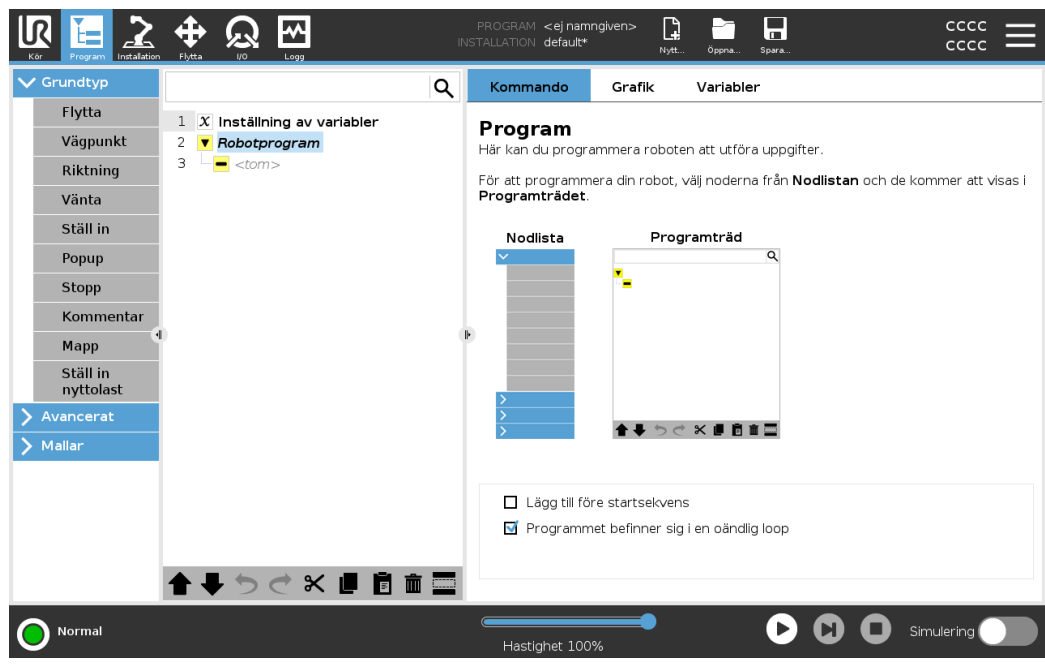 PROGRAM <ej namngiven>
INSTALLATION default*
CCCC
CCCC
Kör
Program
Installation
Flytta
I/O
Logg
Nytt...
Öppna...
Spara...
Grundtyp
Flytta
Vägpunkt
Riktning
Vänta
Ställ in
Popup
Stopp
Kommentar
Mapp
Ställ in
nyttolast
Avancerat
Mallar
1 X Inställning av variabler
2 Robotprogram
3 <tom>
Kommando
Grafik
Variabler
Program
Här kan du programmera roboten att utföra uppgifter.
För att programmera din robot, välj noderna från Nodlistan och de kommer att visas i
Programträdet.
Nodlista
Programträd
Lägg till före startsekvens
Programmet befinner sig i en oändlig loop
Normal
Hastighet 100%
Simulering